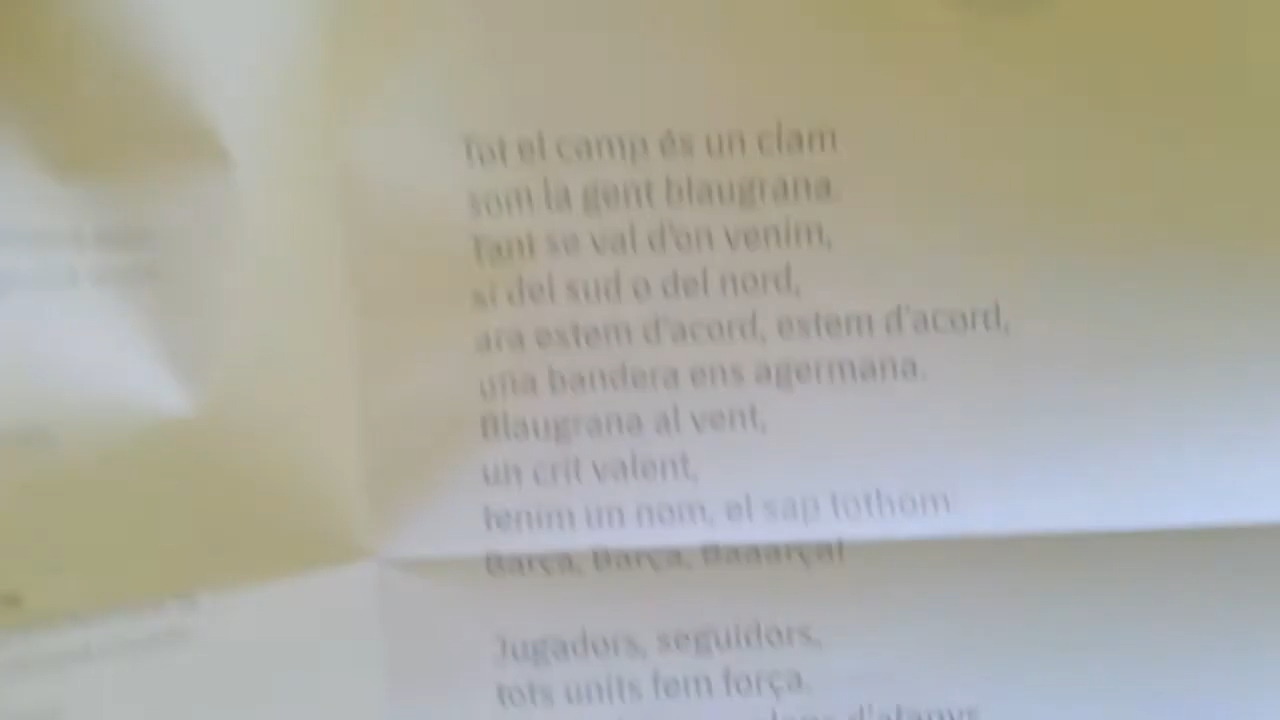 Tot el camp és un clam
som la gent blaugrana.
Tant se val d'on venim,
si del sud o del nord,
ara estem d'acord, estem d'acord,
una bandera ens agermana.
Blaugrana al vent,
un crit valent,
tenim un nom, el sap tothom:
Barça, Barça, Baaarça!
Jugadors, seguidors,
tots units fem força.
d'afanys